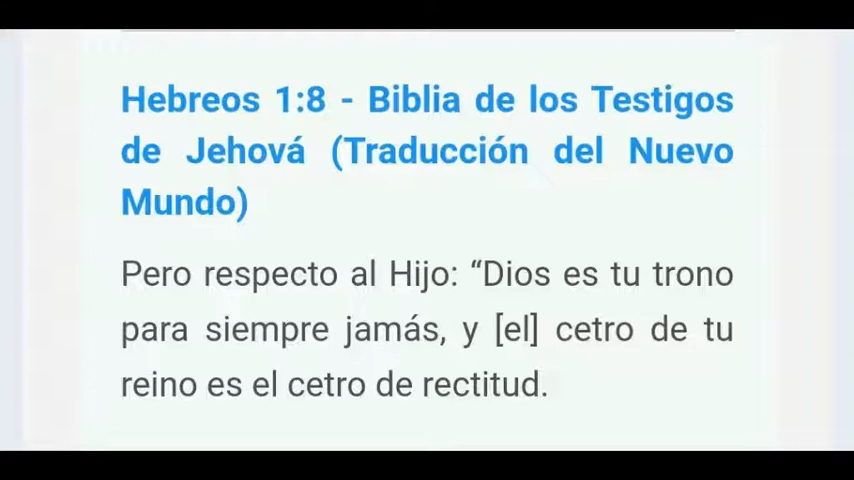 Hebreos 1:8 - Biblia de los Testigos
de Jehová (Traducción del Nuevo
Mundo)
Pero respecto al Hijo: “Dios es tu trono
para siempre jamás, y [el] cetro de tu
reino es el cetro de rectitud.